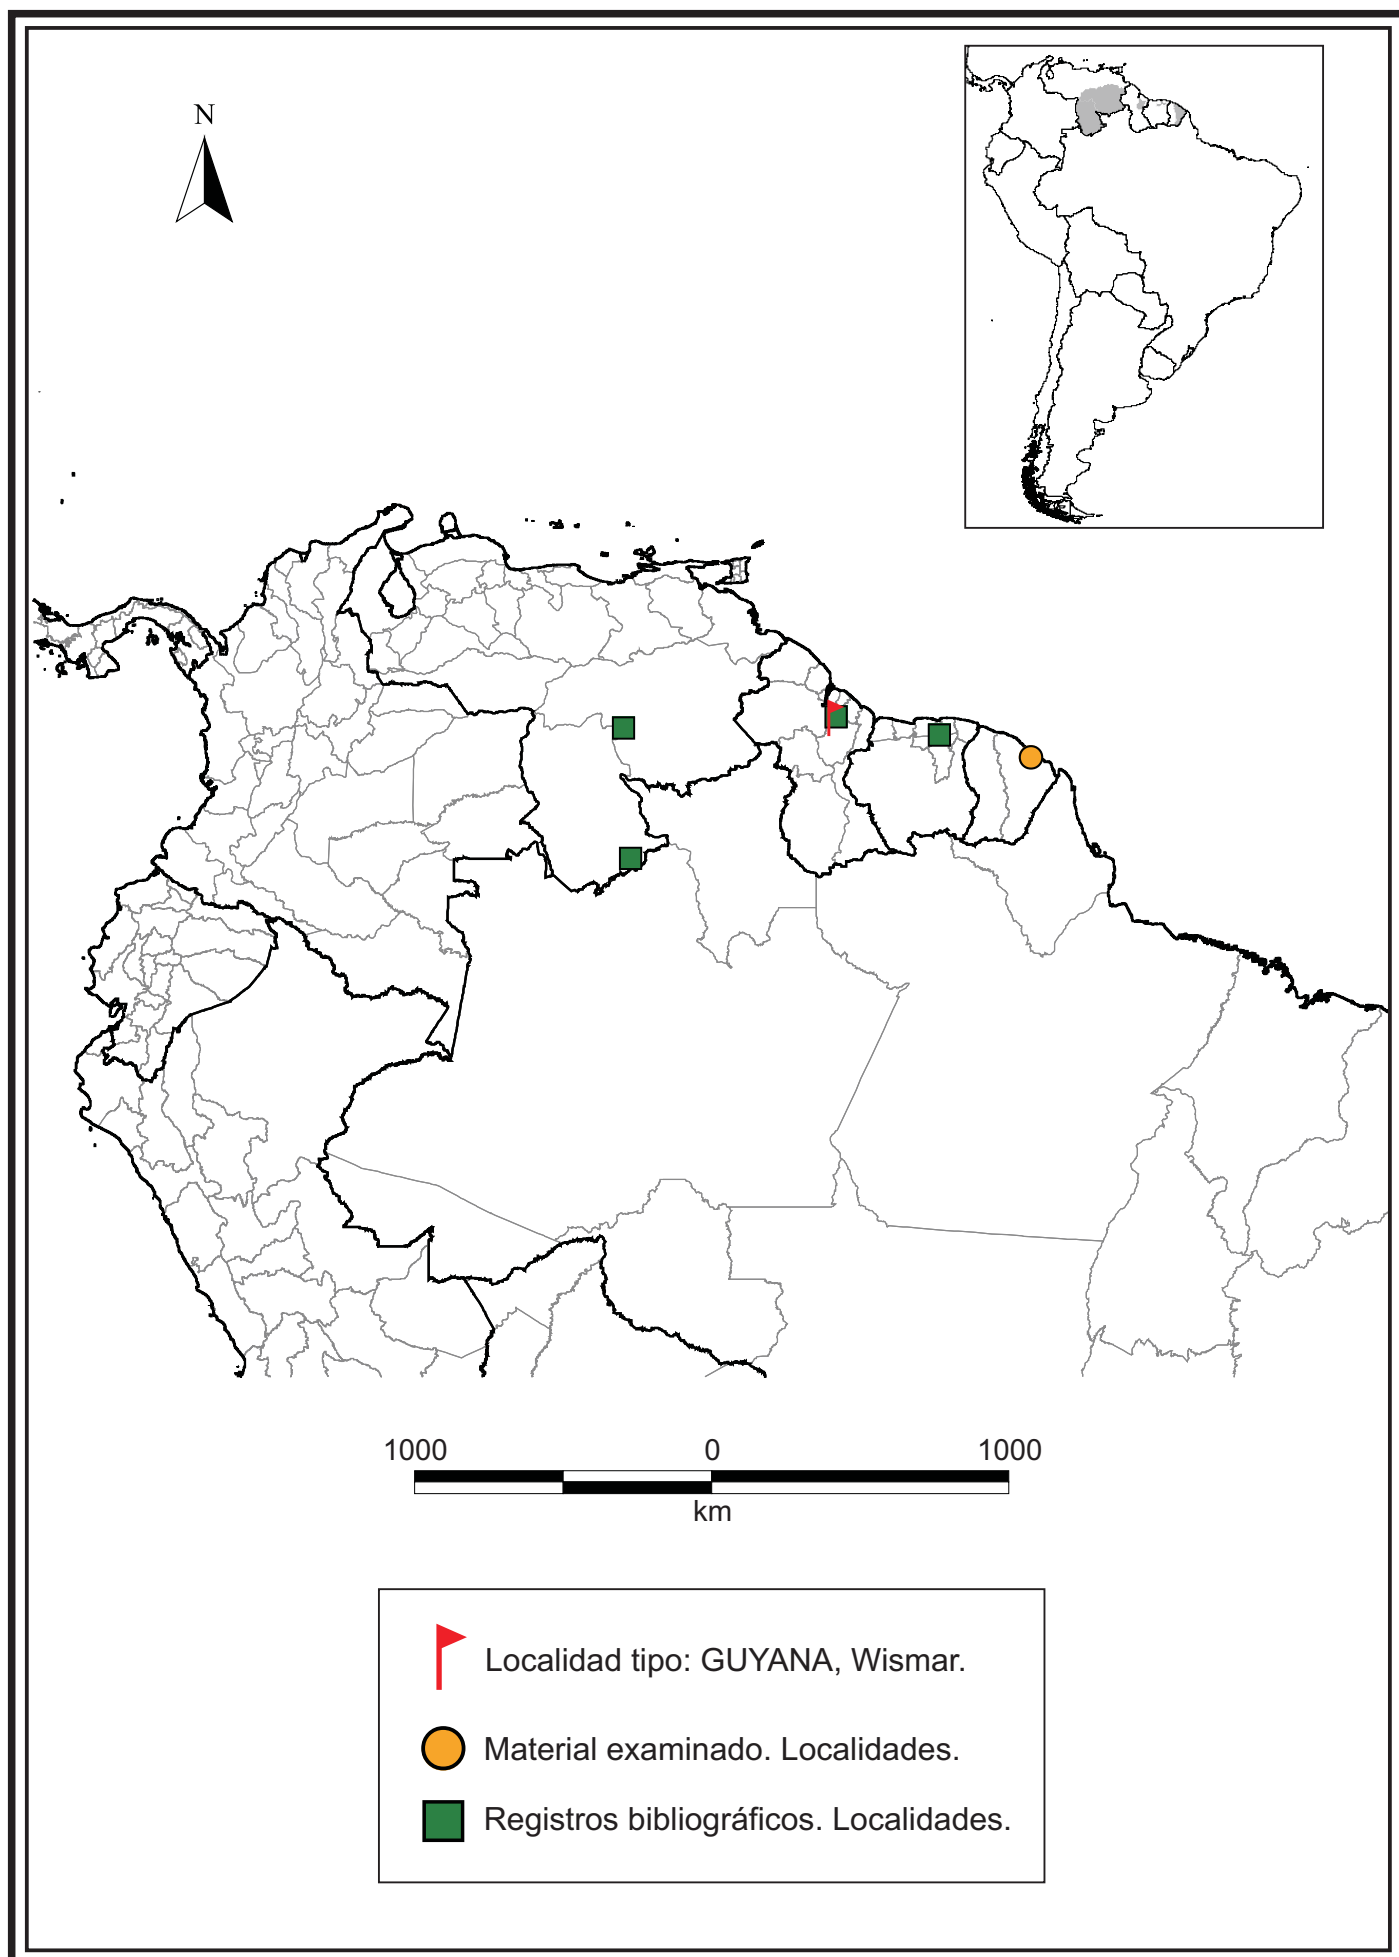 N
1000 0 1000
km
Localidad tipo: GUYANA, Wismar.
Material examinado. Localidades.
Registros bibliográficos. Localidades.